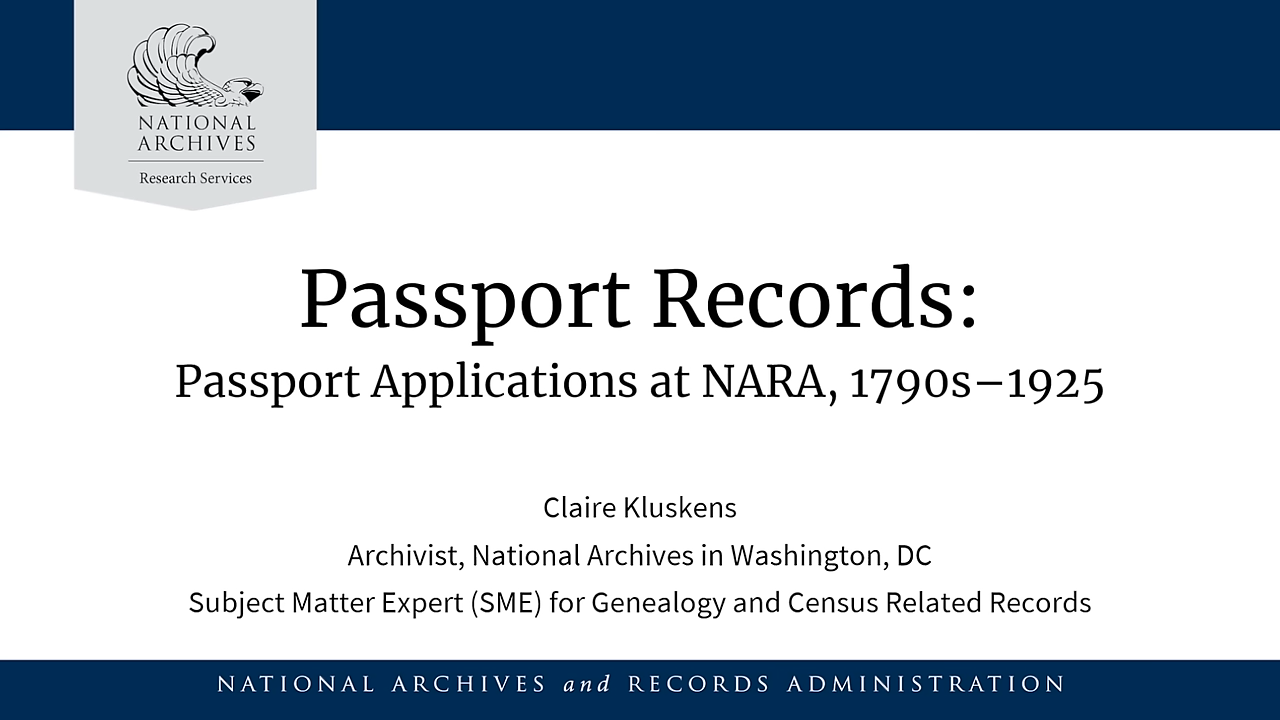 NATIONAL
ARCHIVES
Research Services
Passport Records:
Passport Applications at NARA, 1790s–1925
Claire Kluskens
Archivist, National Archives in Washington, DC
Subject Matter Expert (SME) for Genealogy and Census Related Records
NATIONAL ARCHIVES and RECORDS ADMINISTRATION